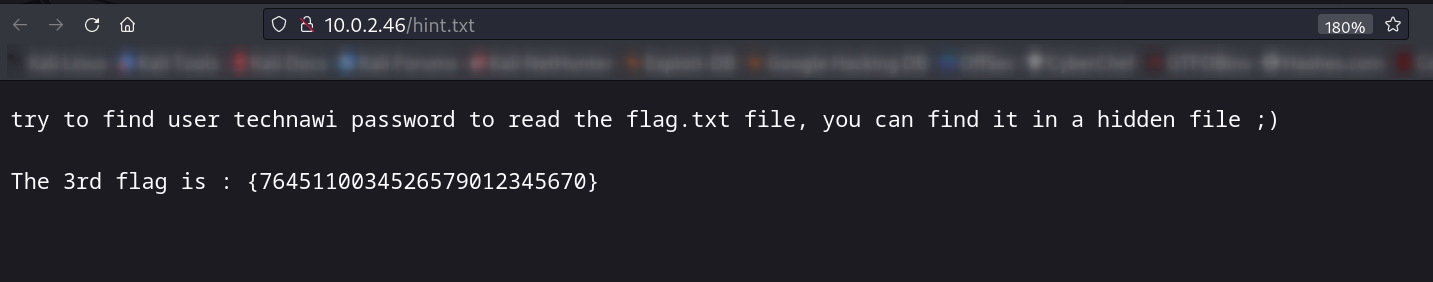 10.0.2.46/hint.txt
180%
try to find user technawi password to read the flag.txt file, you can find it in a hidden file ;)
The 3rd flag is : {7645110034526579012345670}